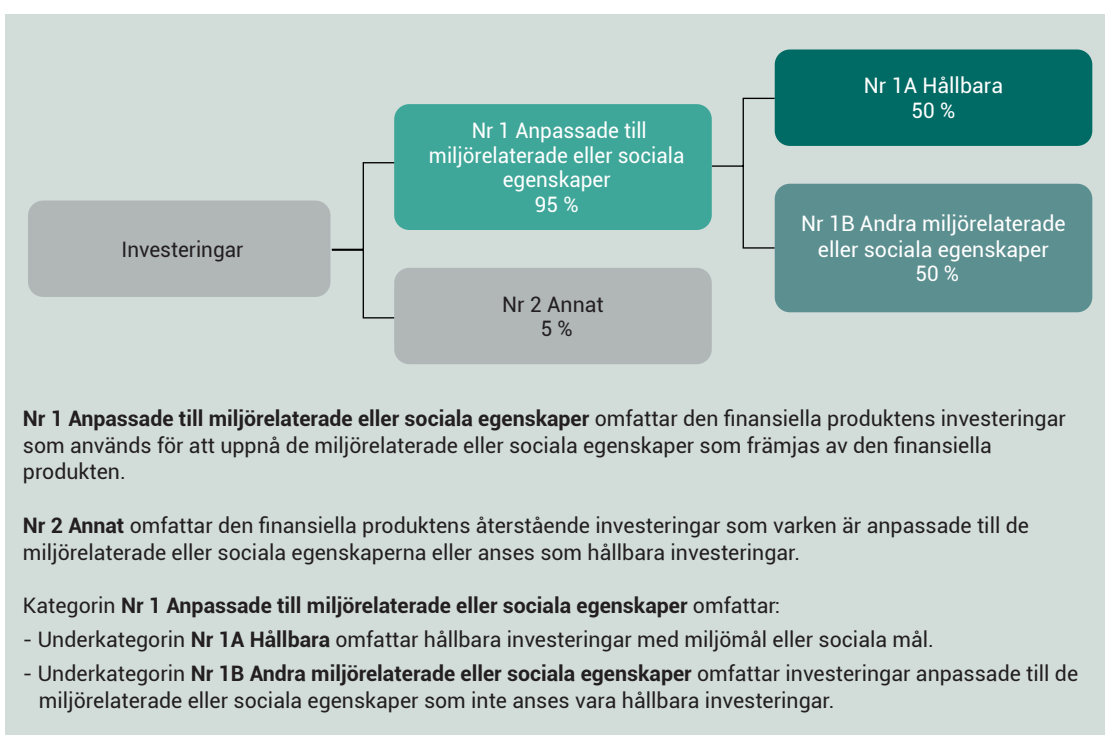 Investeringar
Nr 1 Anpassade till
miljörelaterade eller sociala
egenskaper
95 %
Nr 2 Annat
5 %
Nr 1A Hållbara
50 %
Nr 1B Andra miljörelaterade
eller sociala egenskaper
50 %
Nr 1 Anpassade till miljörelaterade eller sociala egenskaper omfattar den finansiella produktens investeringar
som används för att uppnå de miljörelaterade eller sociala egenskaper som främjas av den finansiella
produkten.
Nr 2 Annat omfattar den finansiella produktens återstående investeringar som varken är anpassade till de
miljörelaterade eller sociala egenskaperna eller anses som hållbara investeringar.
Kategorin Nr 1 Anpassade till miljörelaterade eller sociala egenskaper omfattar:
- Underkategorin Nr 1A Hållbara omfattar hållbara investeringar med miljömål eller sociala mål.
- Underkategorin Nr 1B Andra miljörelaterade eller sociala egenskaper omfattar investeringar anpassade till de
miljörelaterade eller sociala egenskaper som inte anses vara hållbara investeringar.